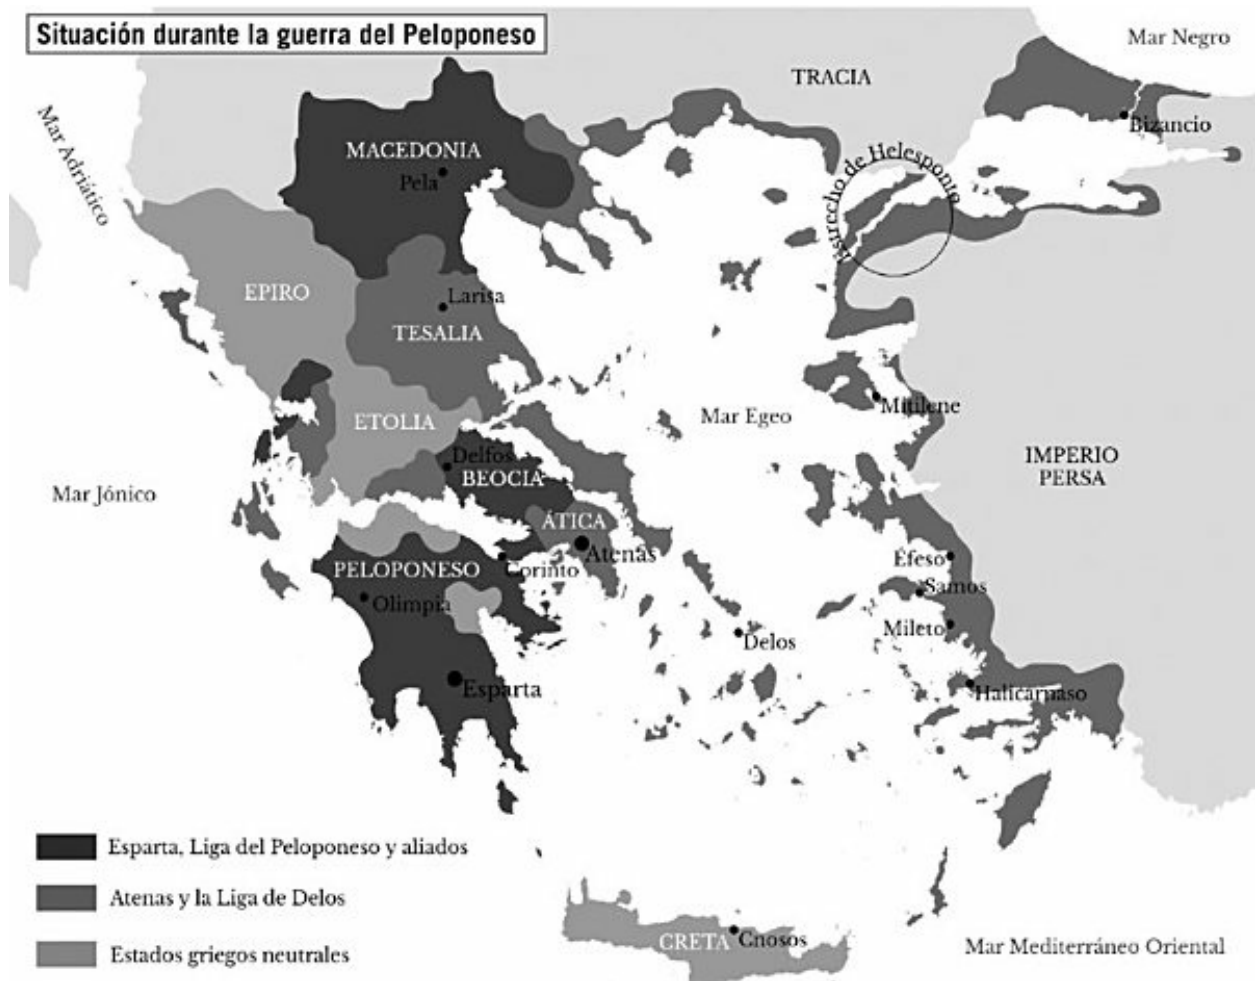 Situación durante la guerra del Peloponeso
Mar Negro
TRACIA
Bizancio
Mar Adriático
MACEDONIA
Pela
Estrecho de Helesponto
EPIRO
Larisa
TESALIA
ETOLIA
Mar Egeo
Mitilene
Delfos
BEOCIA
IMPERIO
PERSA
Mar Jónico
ÁTICA
Atenas
PELOPONESO
Corinto
Éfeso
Olimpia
Samos
Mileto
Delos
Esparta
Halicarnaso
Esparta, Liga del Peloponeso y aliados
Atenas y la Liga de Delos
Estados griegos neutrales
CRETA
Cnosos
Mar Mediterráneo Oriental